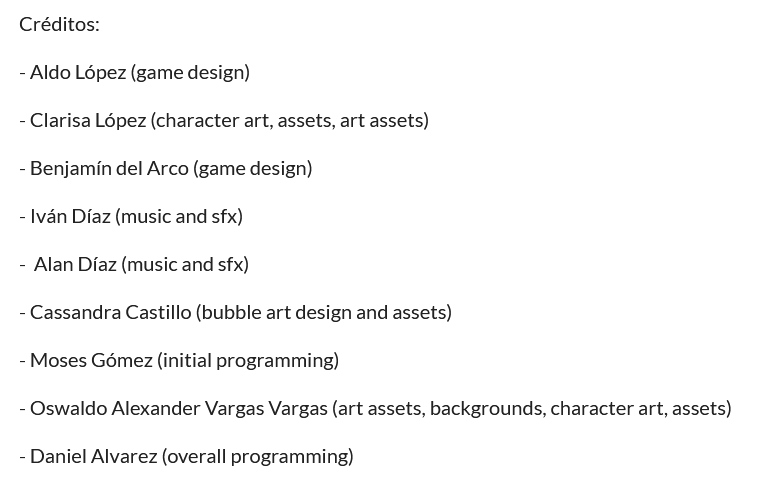 Créditos:
- Aldo López (game design)
- Clarisa López (character art, assets, art assets)
- Benjamín del Arco (game design)
- Iván Díaz (music and sfx)
-  Alan Díaz (music and sfx)
- Cassandra Castillo (bubble art design and assets)
- Moses Gómez (initial programming)
- Oswaldo Alexander Vargas Vargas (art assets, backgrounds, character art, assets)
- Daniel Alvarez (overall programming)